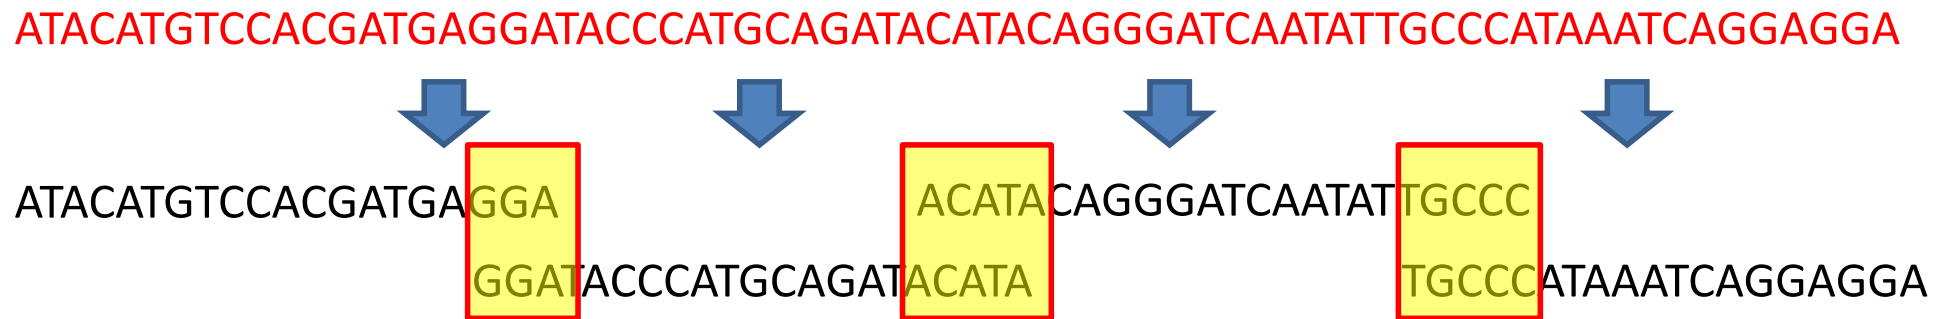 ATACATGTCCACGATGAGGATACCCATGCAGATACATACAGGGATCAATATTGCCCATAAATCAGGAGGA
ATACATGTCCACGATGAGGA
ACATACAGGGATCAATATTGCCC
GGATACCCATGCAGATACATA
TGCCCATAAATCAGGAGGA